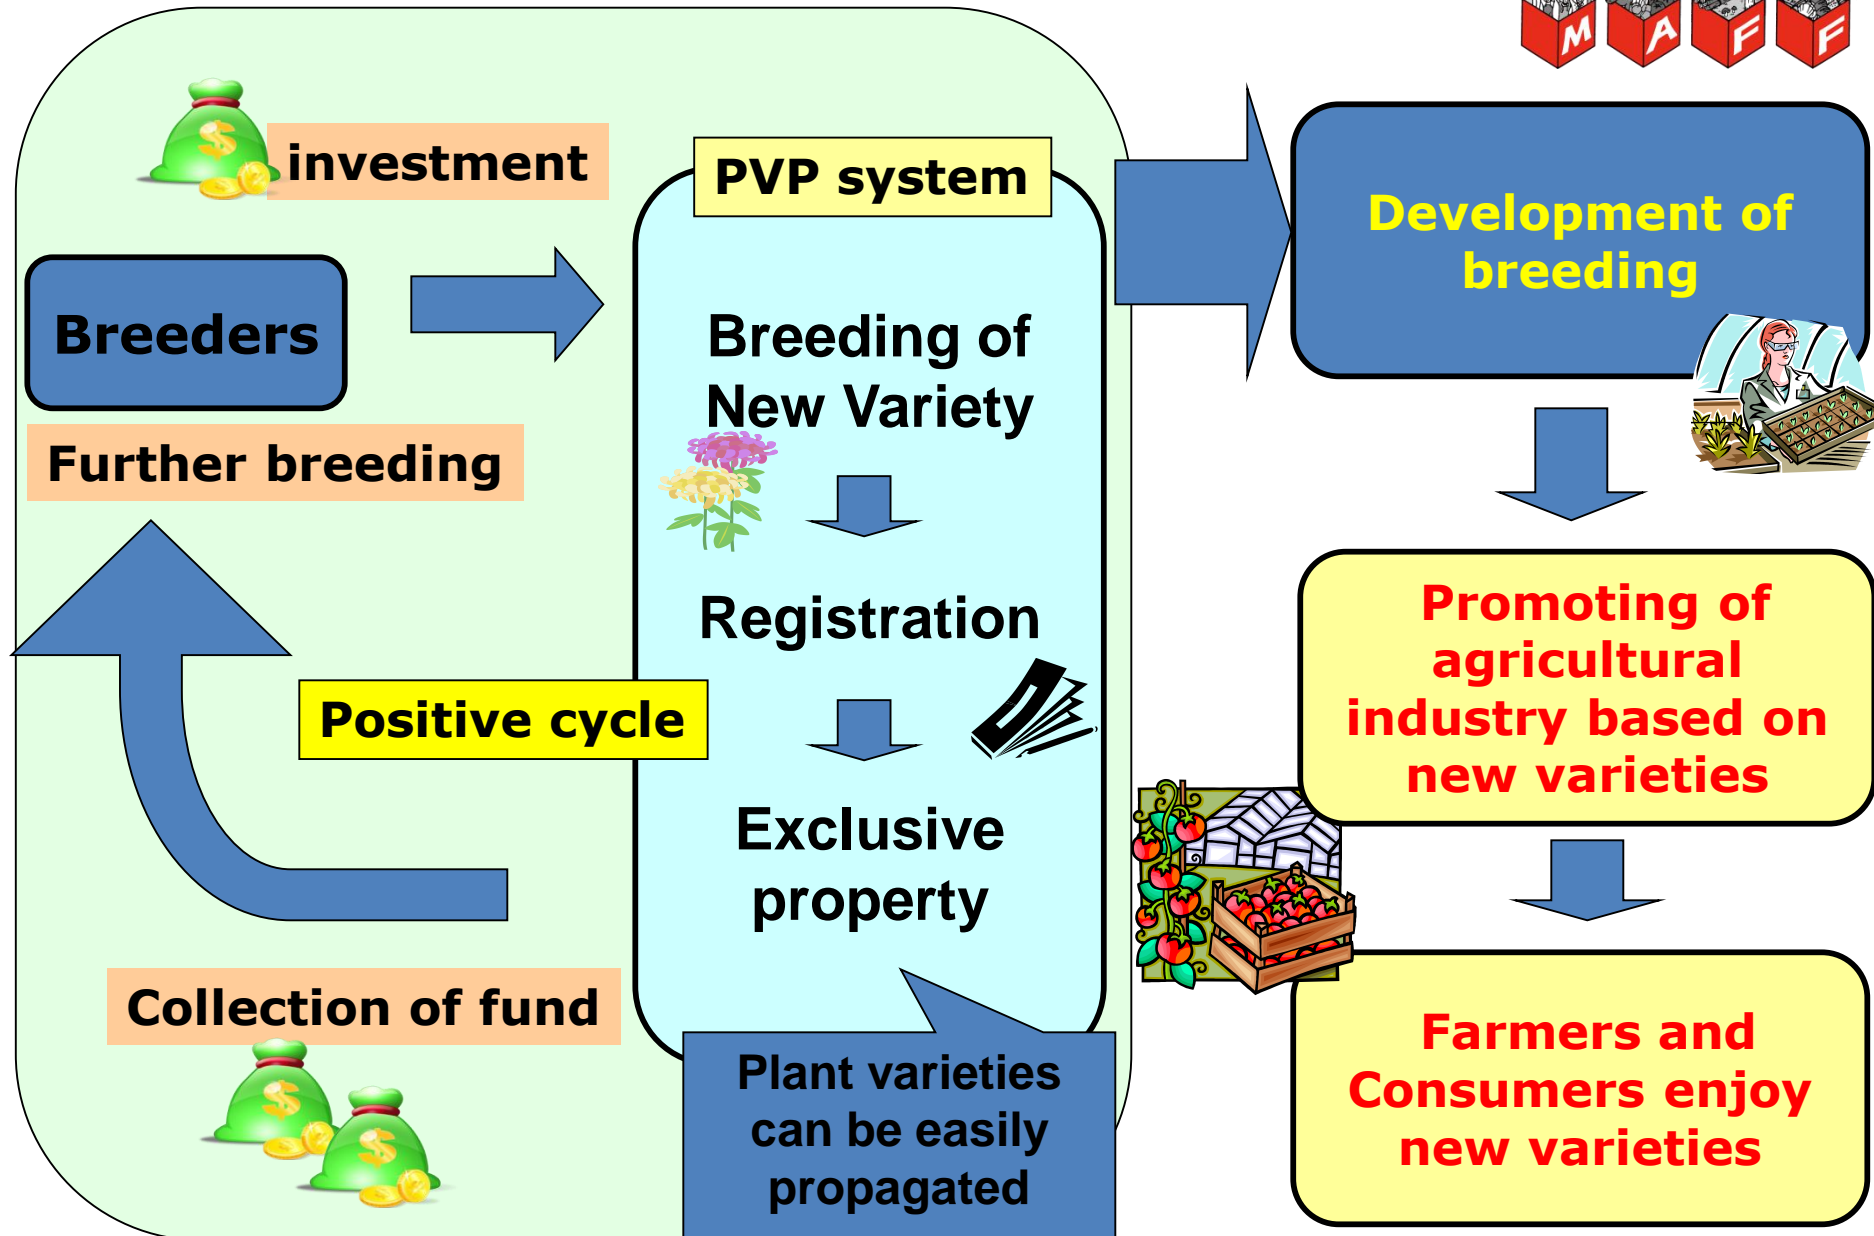 M A F F
investment
PVP system
Breeders
Further breeding
Breeding of
New Variety
Registration
Positive cycle
Exclusive
property
Collection of fund
Plant varieties
can be easily
propagated
Development of
breeding
Promoting of
agricultural
industry based on
new varieties
Farmers and
Consumers enjoy
new varieties